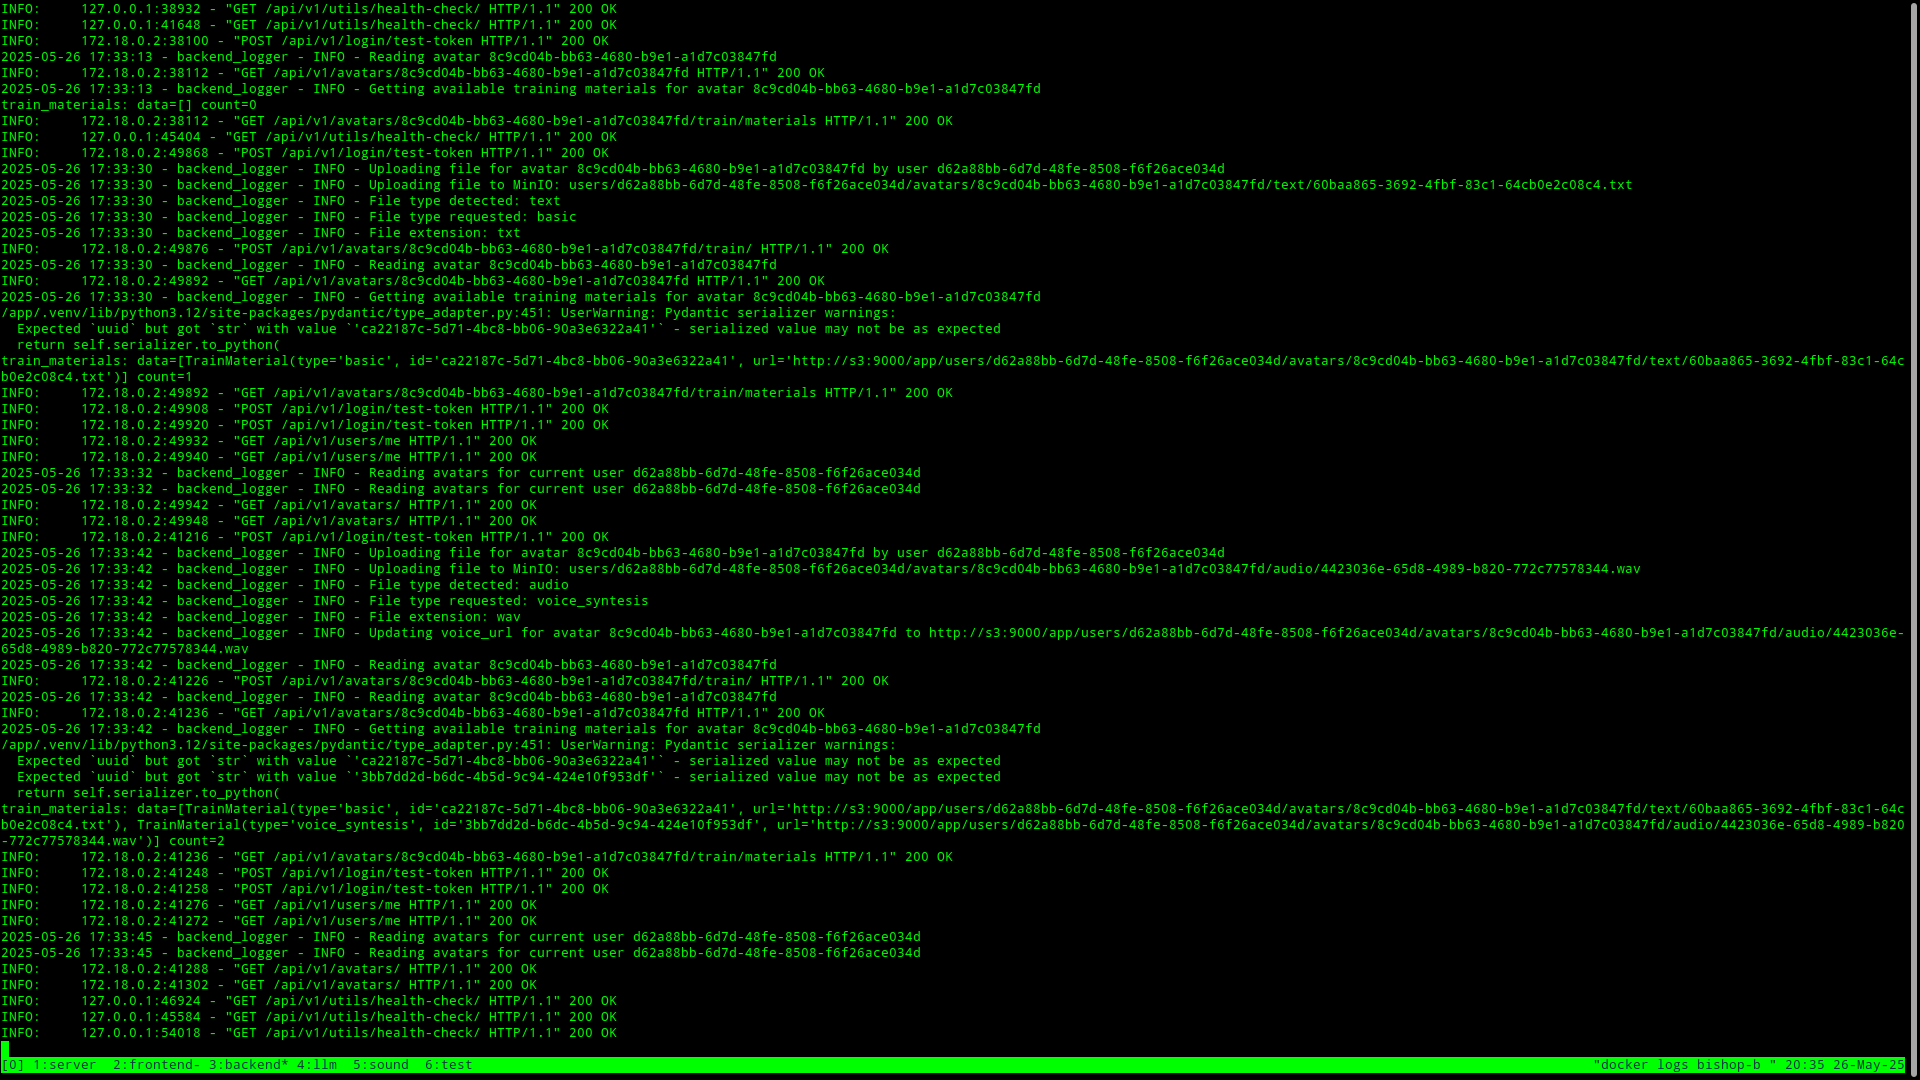 INFO:     127.0.0.1:38932 - "GET /api/v1/utils/health-check/ HTTP/1.1" 200 OK
INFO:     127.0.0.1:41648 - "GET /api/v1/utils/health-check/ HTTP/1.1" 200 OK
INFO:     172.18.0.2:38100 - "POST /api/v1/login/test-token HTTP/1.1" 200 OK
2025-05-26 17:33:13 - backend_logger - INFO - Reading avatar 8c9cd04b-bb63-4680-b9e1-a1d7c03847fd
INFO:     172.18.0.2:38112 - "GET /api/v1/avatars/8c9cd04b-bb63-4680-b9e1-a1d7c03847fd HTTP/1.1" 200 OK
2025-05-26 17:33:13 - backend_logger - INFO - Getting available training materials for avatar 8c9cd04b-bb63-4680-b9e1-a1d7c03847fd
train_materials: data=[] count=0
INFO:     172.18.0.2:38112 - "GET /api/v1/avatars/8c9cd04b-bb63-4680-b9e1-a1d7c03847fd/train/materials HTTP/1.1" 200 OK
INFO:     127.0.0.1:45404 - "GET /api/v1/utils/health-check/ HTTP/1.1" 200 OK
INFO:     172.18.0.2:49868 - "POST /api/v1/login/test-token HTTP/1.1" 200 OK
2025-05-26 17:33:30 - backend_logger - INFO - Uploading file for avatar 8c9cd04b-bb63-4680-b9e1-a1d7c03847fd by user d62a88bb-6d7d-48fe-8508-f6f26ace034d
2025-05-26 17:33:30 - backend_logger - INFO - Uploading file to MinIO: users/d62a88bb-6d7d-48fe-8508-f6f26ace034d/avatars/8c9cd04b-bb63-4680-b9e1-a1d7c03847fd/text/60baa865-3692-4fbf-83c1-64cb0e2c08c4.txt
2025-05-26 17:33:30 - backend_logger - INFO - File type detected: text
2025-05-26 17:33:30 - backend_logger - INFO - File type requested: basic
2025-05-26 17:33:30 - backend_logger - INFO - File extension: txt
INFO:     172.18.0.2:49876 - "POST /api/v1/avatars/8c9cd04b-bb63-4680-b9e1-a1d7c03847fd/train/ HTTP/1.1" 200 OK
2025-05-26 17:33:30 - backend_logger - INFO - Reading avatar 8c9cd04b-bb63-4680-b9e1-a1d7c03847fd
INFO:     172.18.0.2:49892 - "GET /api/v1/avatars/8c9cd04b-bb63-4680-b9e1-a1d7c03847fd HTTP/1.1" 200 OK
2025-05-26 17:33:30 - backend_logger - INFO - Getting available training materials for avatar 8c9cd04b-bb63-4680-b9e1-a1d7c03847fd
/app/.venv/lib/python3.12/site-packages/pydantic/type_adapter.py:451: UserWarning: Pydantic serializer warnings:
  Expected `uuid` but got `str` with value `'ca22187c-5d71-4bc8-bb06-90a3e6322a41'` - serialized value may not be as expected
  return self.serializer.to_python(
train_materials: data=[TrainMaterial(type='basic', id='ca22187c-5d71-4bc8-bb06-90a3e6322a41', url='http://s3:9000/app/users/d62a88bb-6d7d-48fe-8508-f6f26ace034d/avatars/8c9cd04b-bb63-4680-b9e1-a1d7c03847fd/text/60baa865-3692-4fbf-83c1-64c
b0e2c08c4.txt')] count=1
INFO:     172.18.0.2:49892 - "GET /api/v1/avatars/8c9cd04b-bb63-4680-b9e1-a1d7c03847fd/train/materials HTTP/1.1" 200 OK
INFO:     172.18.0.2:49908 - "POST /api/v1/login/test-token HTTP/1.1" 200 OK
INFO:     172.18.0.2:49920 - "POST /api/v1/login/test-token HTTP/1.1" 200 OK
INFO:     172.18.0.2:49932 - "GET /api/v1/users/me HTTP/1.1" 200 OK
INFO:     172.18.0.2:49940 - "GET /api/v1/users/me HTTP/1.1" 200 OK
2025-05-26 17:33:32 - backend_logger - INFO - Reading avatars for current user d62a88bb-6d7d-48fe-8508-f6f26ace034d
2025-05-26 17:33:32 - backend_logger - INFO - Reading avatars for current user d62a88bb-6d7d-48fe-8508-f6f26ace034d
INFO:     172.18.0.2:49942 - "GET /api/v1/avatars/ HTTP/1.1" 200 OK
INFO:     172.18.0.2:49948 - "GET /api/v1/avatars/ HTTP/1.1" 200 OK
INFO:     172.18.0.2:41216 - "POST /api/v1/login/test-token HTTP/1.1" 200 OK
2025-05-26 17:33:42 - backend_logger - INFO - Uploading file for avatar 8c9cd04b-bb63-4680-b9e1-a1d7c03847fd by user d62a88bb-6d7d-48fe-8508-f6f26ace034d
2025-05-26 17:33:42 - backend_logger - INFO - Uploading file to MinIO: users/d62a88bb-6d7d-48fe-8508-f6f26ace034d/avatars/8c9cd04b-bb63-4680-b9e1-a1d7c03847fd/audio/4423036e-65d8-4989-b820-772c77578344.wav
2025-05-26 17:33:42 - backend_logger - INFO - File type detected: audio
2025-05-26 17:33:42 - backend_logger - INFO - File type requested: voice_syntesis
2025-05-26 17:33:42 - backend_logger - INFO - File extension: wav
2025-05-26 17:33:42 - backend_logger - INFO - Updating voice_url for avatar 8c9cd04b-bb63-4680-b9e1-a1d7c03847fd to http://s3:9000/app/users/d62a88bb-6d7d-48fe-8508-f6f26ace034d/avatars/8c9cd04b-bb63-4680-b9e1-a1d7c03847fd/audio/4423036e-
65d8-4989-b820-772c77578344.wav
2025-05-26 17:33:42 - backend_logger - INFO - Reading avatar 8c9cd04b-bb63-4680-b9e1-a1d7c03847fd
INFO:     172.18.0.2:41226 - "POST /api/v1/avatars/8c9cd04b-bb63-4680-b9e1-a1d7c03847fd/train/ HTTP/1.1" 200 OK
2025-05-26 17:33:42 - backend_logger - INFO - Reading avatar 8c9cd04b-bb63-4680-b9e1-a1d7c03847fd
INFO:     172.18.0.2:41236 - "GET /api/v1/avatars/8c9cd04b-bb63-4680-b9e1-a1d7c03847fd HTTP/1.1" 200 OK
2025-05-26 17:33:42 - backend_logger - INFO - Getting available training materials for avatar 8c9cd04b-bb63-4680-b9e1-a1d7c03847fd
/app/.venv/lib/python3.12/site-packages/pydantic/type_adapter.py:451: UserWarning: Pydantic serializer warnings:
  Expected `uuid` but got `str` with value `'ca22187c-5d71-4bc8-bb06-90a3e6322a41'` - serialized value may not be as expected
  Expected `uuid` but got `str` with value `'3bb7dd2d-b6dc-4b5d-9c94-424e10f953df'` - serialized value may not be as expected
  return self.serializer.to_python(
train_materials: data=[TrainMaterial(type='basic', id='ca22187c-5d71-4bc8-bb06-90a3e6322a41', url='http://s3:9000/app/users/d62a88bb-6d7d-48fe-8508-f6f26ace034d/avatars/8c9cd04b-bb63-4680-b9e1-a1d7c03847fd/text/60baa865-3692-4fbf-83c1-64c
b0e2c08c4.txt'), TrainMaterial(type='voice_syntesis', id='3bb7dd2d-b6dc-4b5d-9c94-424e10f953df', url='http://s3:9000/app/users/d62a88bb-6d7d-48fe-8508-f6f26ace034d/avatars/8c9cd04b-bb63-4680-b9e1-a1d7c03847fd/audio/4423036e-65d8-4989-b820
-772c77578344.wav')] count=2
INFO:     172.18.0.2:41236 - "GET /api/v1/avatars/8c9cd04b-bb63-4680-b9e1-a1d7c03847fd/train/materials HTTP/1.1" 200 OK
INFO:     172.18.0.2:41248 - "POST /api/v1/login/test-token HTTP/1.1" 200 OK
INFO:     172.18.0.2:41258 - "POST /api/v1/login/test-token HTTP/1.1" 200 OK
INFO:     172.18.0.2:41276 - "GET /api/v1/users/me HTTP/1.1" 200 OK
INFO:     172.18.0.2:41272 - "GET /api/v1/users/me HTTP/1.1" 200 OK
2025-05-26 17:33:45 - backend_logger - INFO - Reading avatars for current user d62a88bb-6d7d-48fe-8508-f6f26ace034d
2025-05-26 17:33:45 - backend_logger - INFO - Reading avatars for current user d62a88bb-6d7d-48fe-8508-f6f26ace034d
INFO:     172.18.0.2:41288 - "GET /api/v1/avatars/ HTTP/1.1" 200 OK
INFO:     172.18.0.2:41302 - "GET /api/v1/avatars/ HTTP/1.1" 200 OK
INFO:     127.0.0.1:46924 - "GET /api/v1/utils/health-check/ HTTP/1.1" 200 OK
INFO:     127.0.0.1:45584 - "GET /api/v1/utils/health-check/ HTTP/1.1" 200 OK
INFO:     127.0.0.1:54018 - "GET /api/v1/utils/health-check/ HTTP/1.1" 200 OK
[0] 1:server  2:frontend- 3:backend* 4:llm  5:sound  6:test "docker logs bishop-b " 20:35 26-May-25